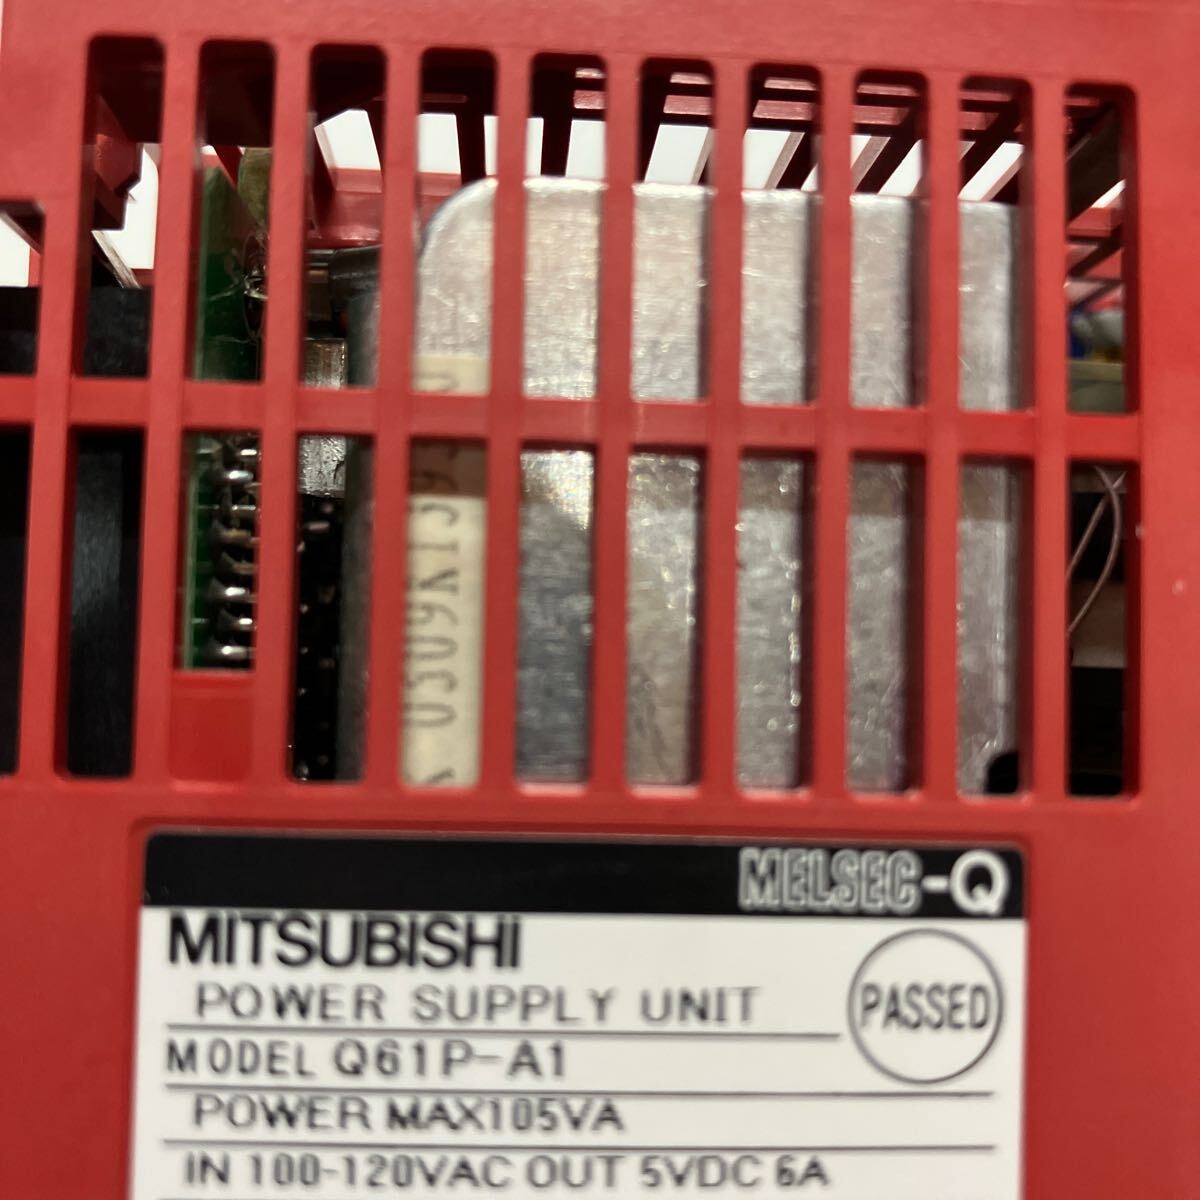 MELSEC-Q
MITSUBISHI
POWER SUPPLY UNIT
PASSED
MODEL Q61P-A1
POWER MAX105VA
IN 100-120VAC OUT 5VDC 6A